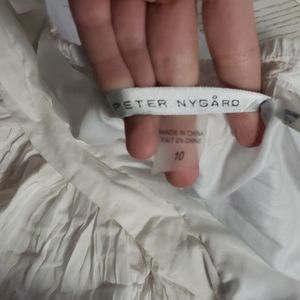 PETER NYGÅRD
MADE IN CHINA
FAIT EN CHINE
10